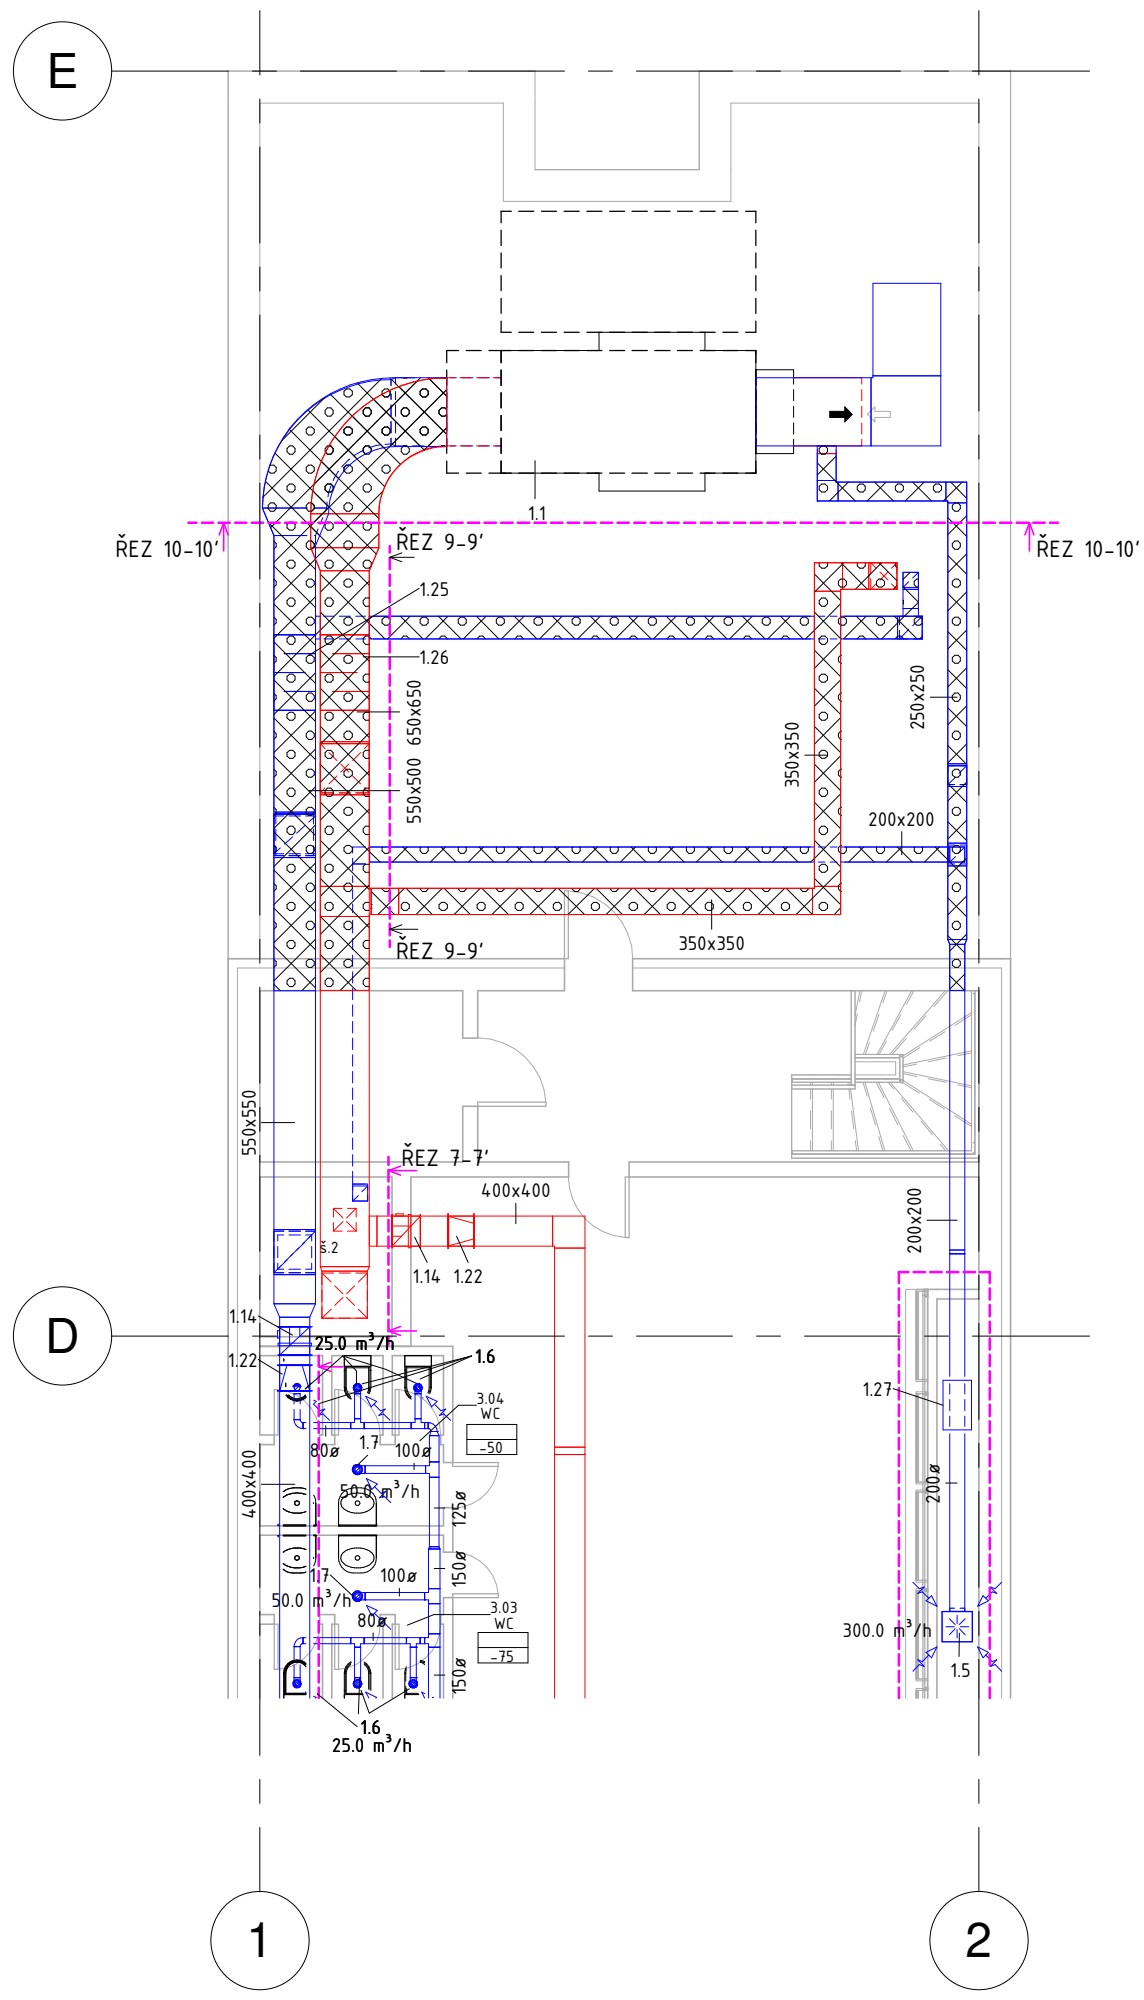 E
1.1
ŘEZ 10-10'
ŘEZ 9-9'
ŘEZ 10-10'
1.25
1.26
650x650
550x500
350x350
250x250
200x200
350x350
ŘEZ 9-9'
550x550
ŘEZ 7-7'
400x400
200x200
š.2
1.14
1.22
D
1.14
25.0 m³/h
1.22
1.6
1.27
3.04
WC
-50
80ø
1.7
100ø
400x400
50.0 m³/h
125ø
200ø
150ø
1.7
100ø
50.0 m³/h
3.03
WC
80ø
-75
300.0 m³/h
1.5
150ø
1.6
25.0 m³/h
1
2